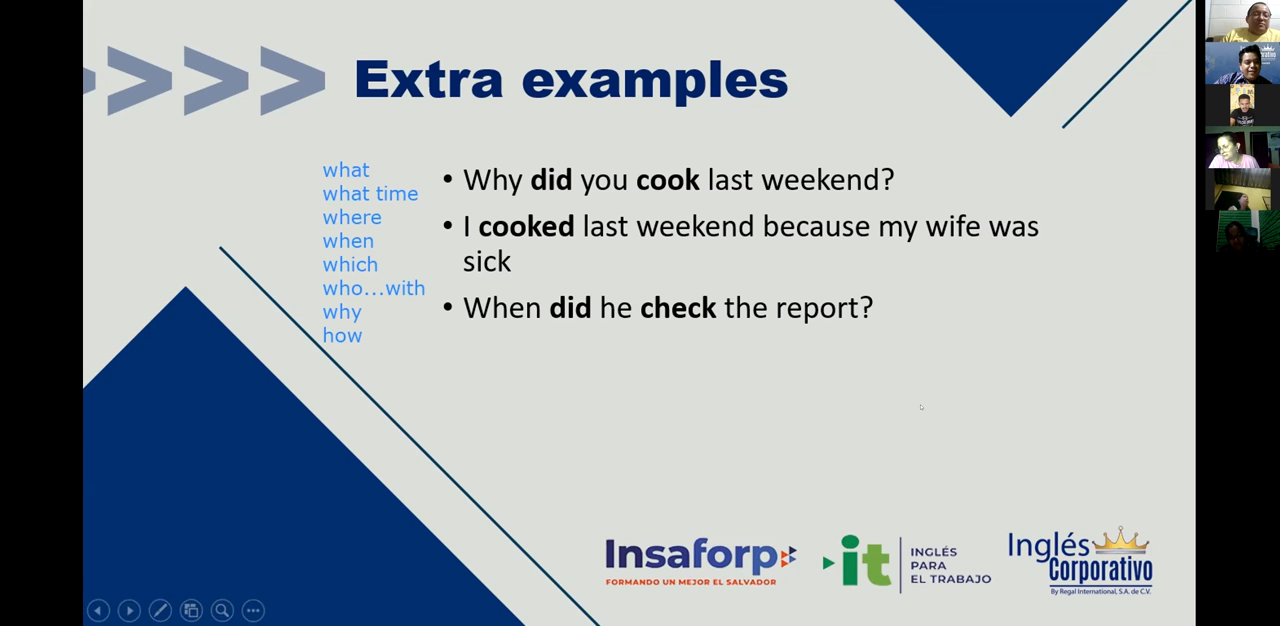 Extra examples
what
what time
where
when
which
who...with
why
how
• Why did you cook last weekend?
• I cooked last weekend because my wife was
sick
• When did he check the report?
Insaforp
FORMANDO UN MEJOR EL SALVADOR
it
INGLÉS
PARA
EL TRABAJO
Inglés
Corporativo
By Regal International, S.A. de C.V.